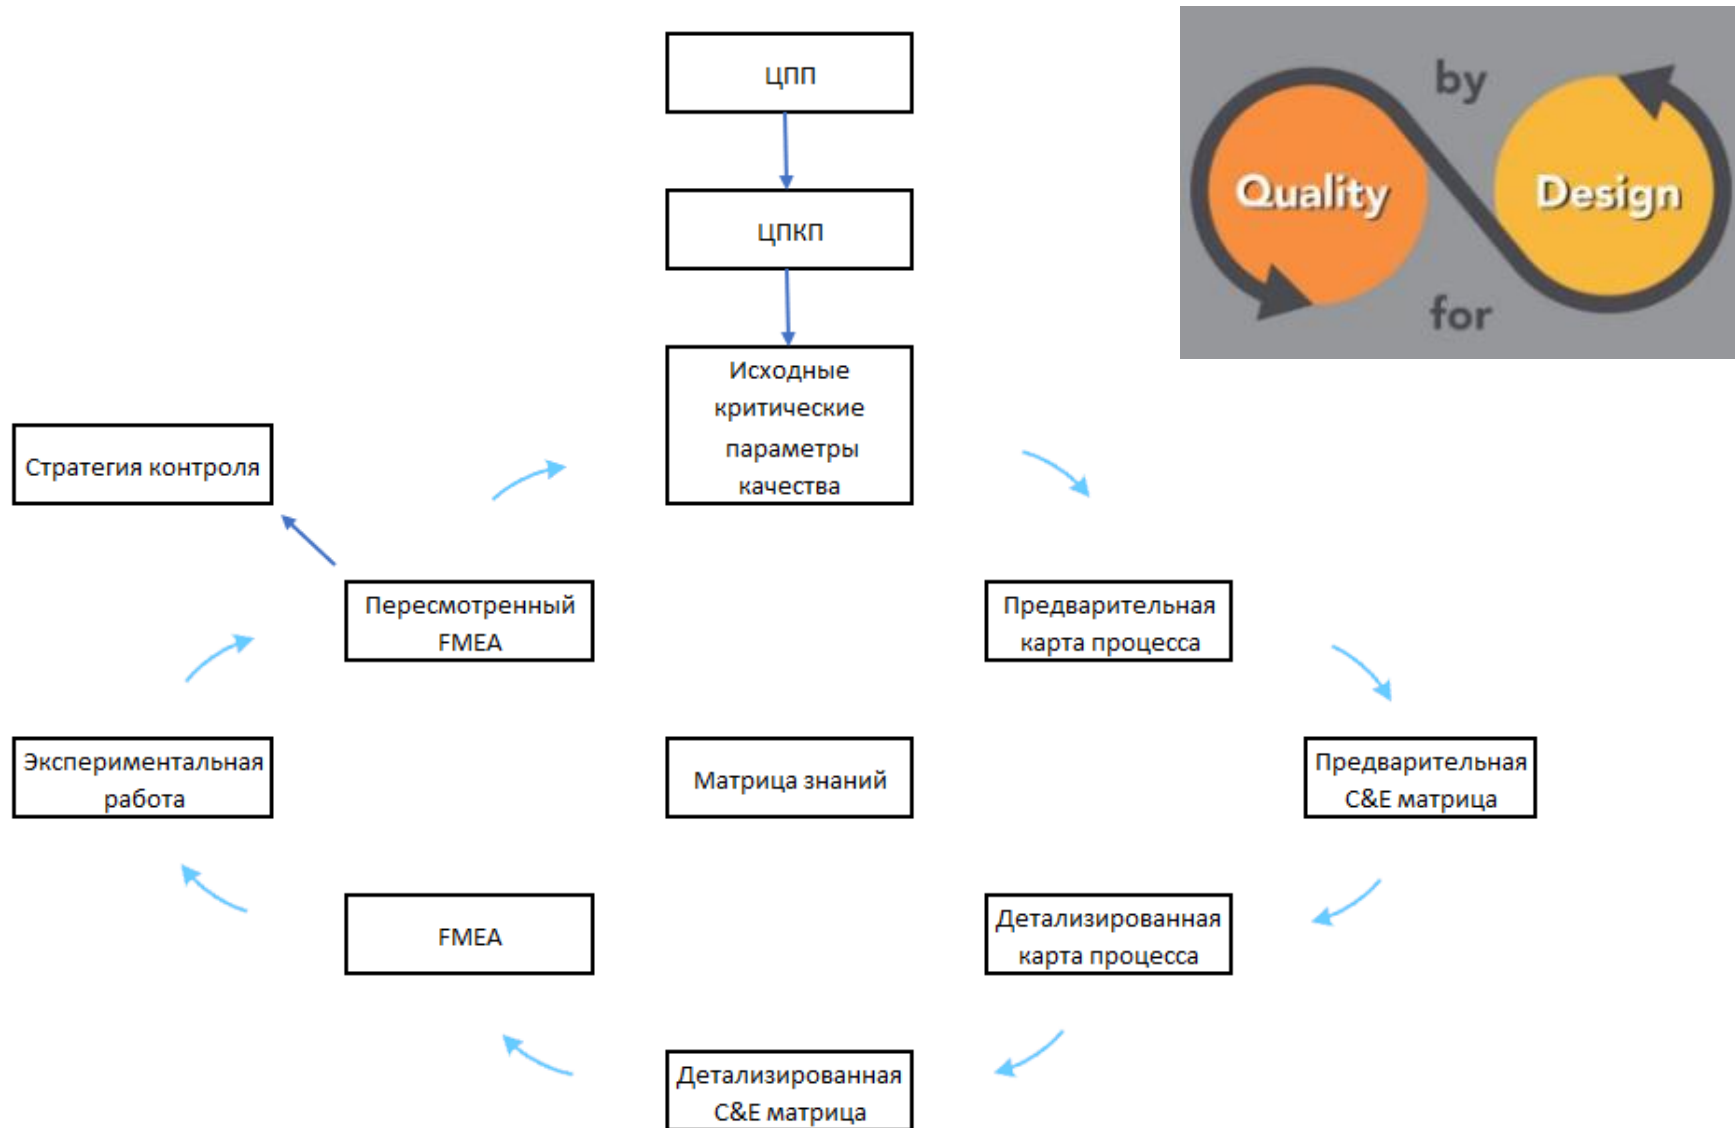 ЦПП
by
Quality
Design
for
ЦПКП
Исходные
критические
параметры
качества
Стратегия контроля
Пересмотренный
FMEA
Предварительная
карта процесса
Экспериментальная
работа
Матрица знаний
Предварительная
C&E матрица
FMEA
Детализированная
карта процесса
Детализированная
C&E матрица